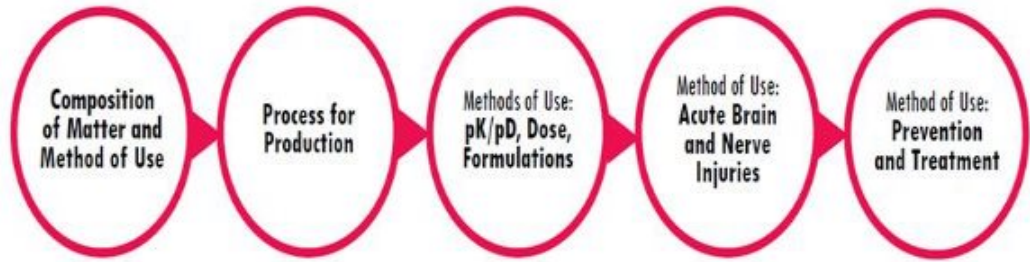 Composition
of Matter and
Method of Use
Process for
Production
Methods of Use:
pK/pD, Dose,
Formulations
Method of Use:
Acute Brain
and Nerve
Injuries
Method of Use:
Prevention
and Treatment